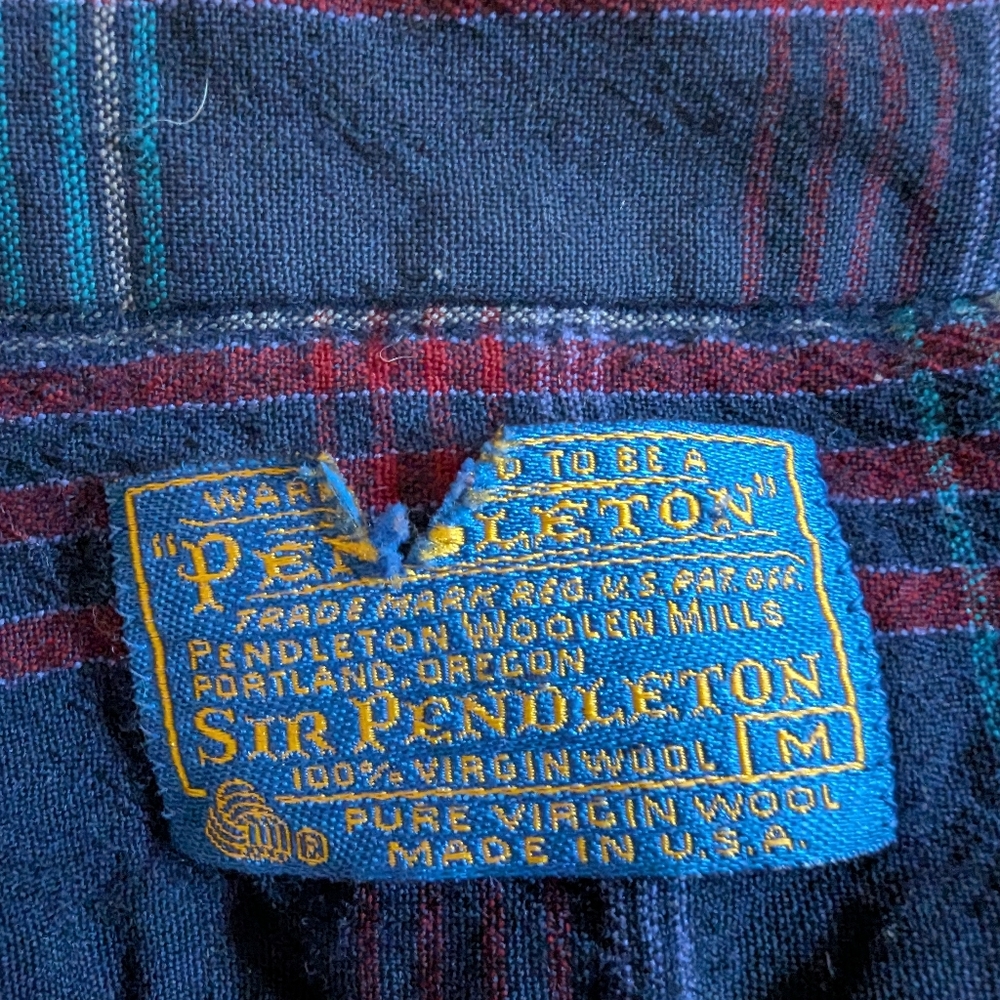 WAR D TO BE A
"PENDLETON"
TRADE MARK REG. U.S. PAT. OFF.
PENDLETON WOOLEN MILLS
PORTLAND, OREGON
SIR PENDLETON
100% VIRGIN WOOL M
PURE VIRGIN WOOL
MADE IN U.S.A.